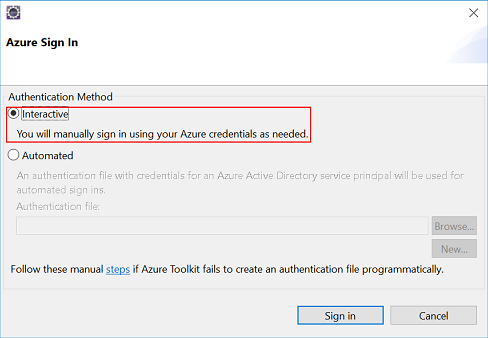 Azure Sign In
Authentication Method
Interactive
You will manually sign in using your Azure credentials as needed.
Automated
An authentication file with credentials for an Azure Active Directory service principal will be used for
automated sign ins.
Authentication file:
Browse...
New...
Follow these manual steps if Azure Toolkit fails to create an authentication file programmatically.
Sign in
Cancel